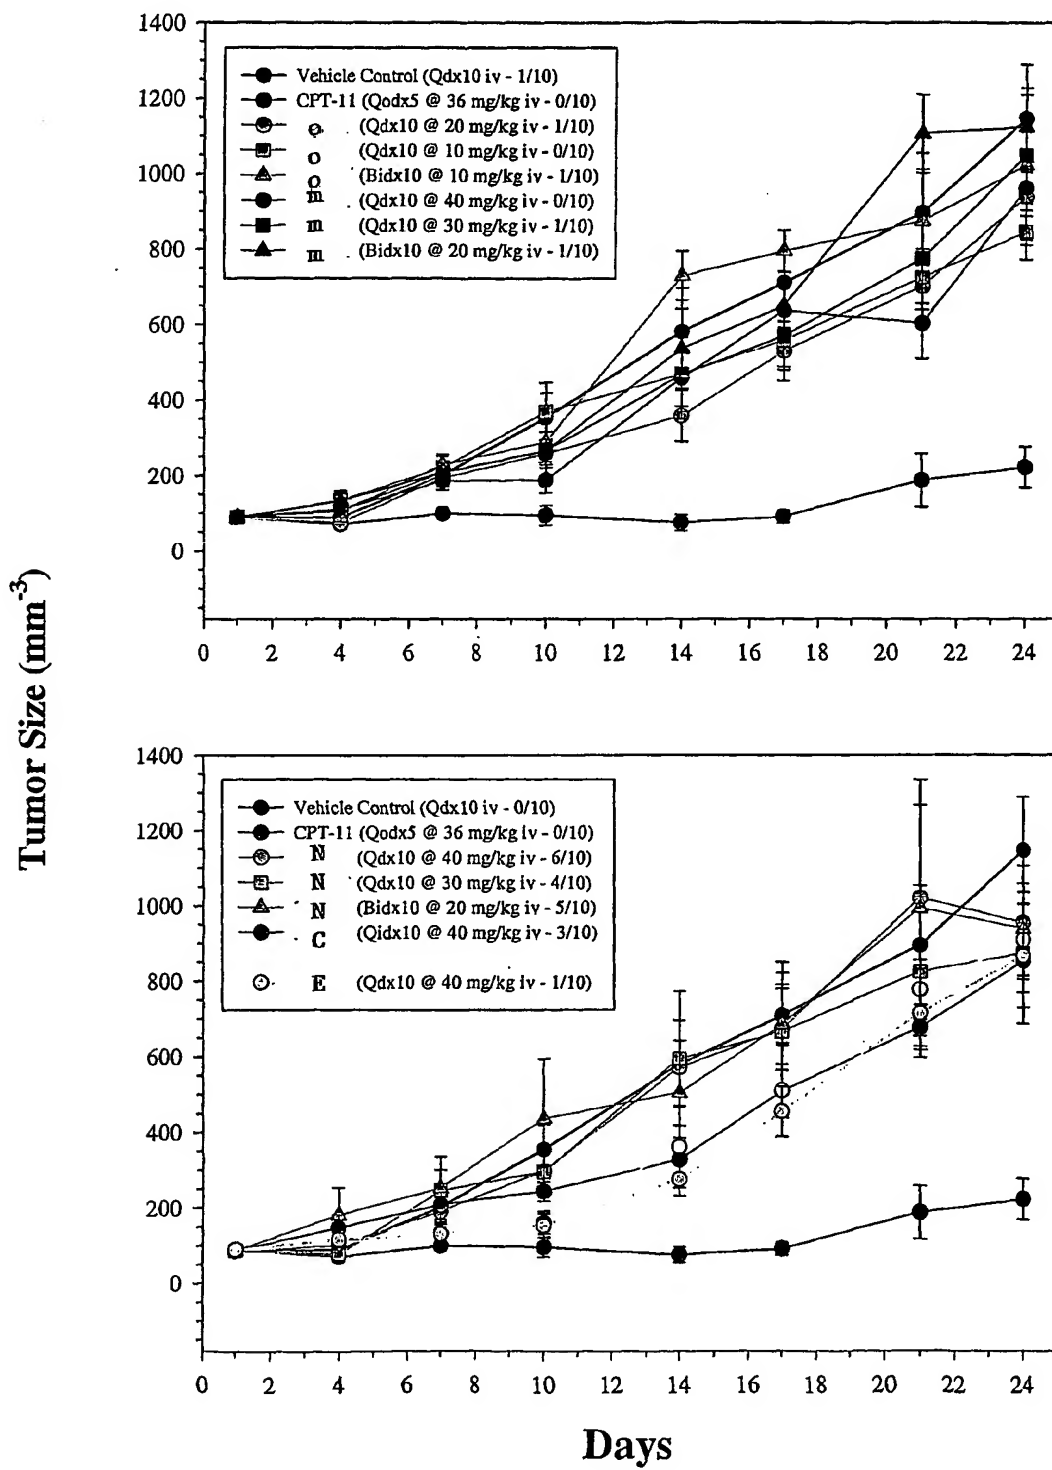 Tumor Size (mm-3)
1400
1200
1000
800
600
400
200
0
Vehicle Control (Qdx10 iv - 1/10)
CPT-11 (Qodx5 @ 36 mg/kg iv - 0/10)
o (Qdx10 @ 20 mg/kg iv - 1/10)
o (Qdx10 @ 10 mg/kg iv - 0/10)
o (Bidx10 @ 10 mg/kg iv - 1/10)
m (Qdx10 @ 40 mg/kg iv - 0/10)
m (Qdx10 @ 30 mg/kg iv - 1/10)
m (Bidx10 @ 20 mg/kg iv - 1/10)
0 2 4 6 8 10 12 14 16 18 20 22 24
1400
1200
1000
800
600
400
200
0
Vehicle Control (Qdx10 iv - 0/10)
CPT-11 (Qodx5 @ 36 mg/kg iv - 0/10)
N (Qdx10 @ 40 mg/kg iv - 6/10)
N (Qdx10 @ 30 mg/kg iv - 4/10)
N (Bidx10 @ 20 mg/kg iv - 5/10)
C (Qidx10 @ 40 mg/kg iv - 3/10)
E (Qdx10 @ 40 mg/kg iv - 1/10)
0 2 4 6 8 10 12 14 16 18 20 22 24
Days